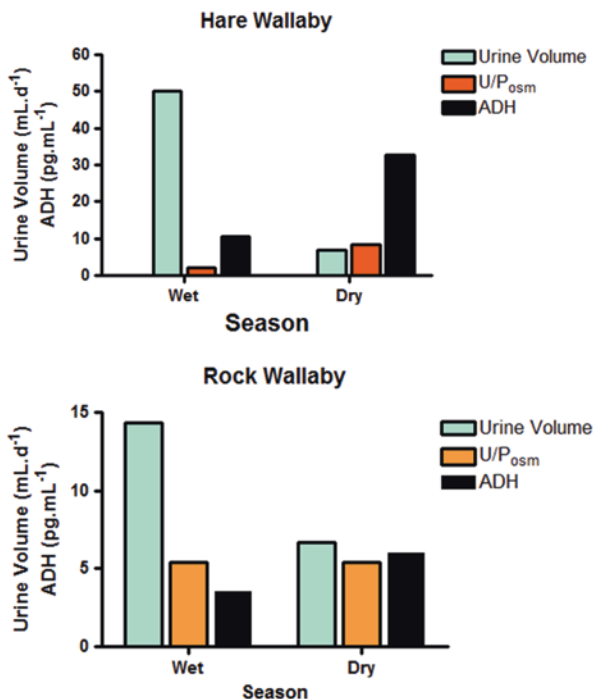 Hare Wallaby
Urine Volume (mL.d⁻¹)
ADH (pg.mL⁻¹)
60
50
40
30
20
10
0
Wet
Dry
Season
Urine Volume
U/Posm
ADH
Rock Wallaby
Urine Volume (mL.d⁻¹)
ADH (pg.mL⁻¹)
15
10
5
0
Wet
Dry
Season
Urine Volume
U/Posm
ADH